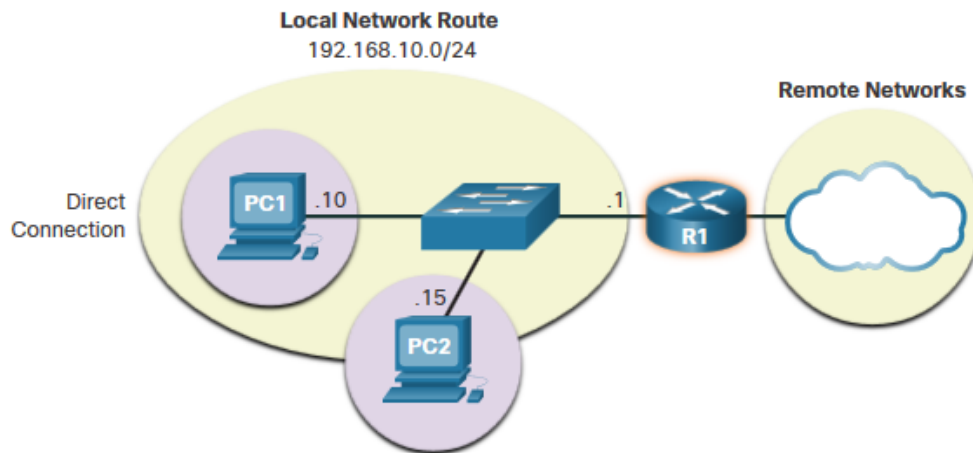 Local Network Route
192.168.10.0/24
Remote Networks
Direct
Connection
PC1
.10
.1
R1
.15
PC2